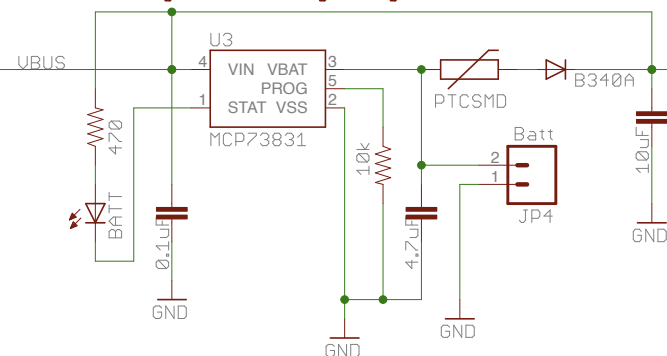 U3
VBUS
4 VIN VBAT 3
PROG 5
1 STAT VSS 2
MCP73831
PTCSMD
B340A
470
10k
Batt
2
1
JP4
10uF
BATT
0.1uF
4.7uF
GND
GND
GND
GND